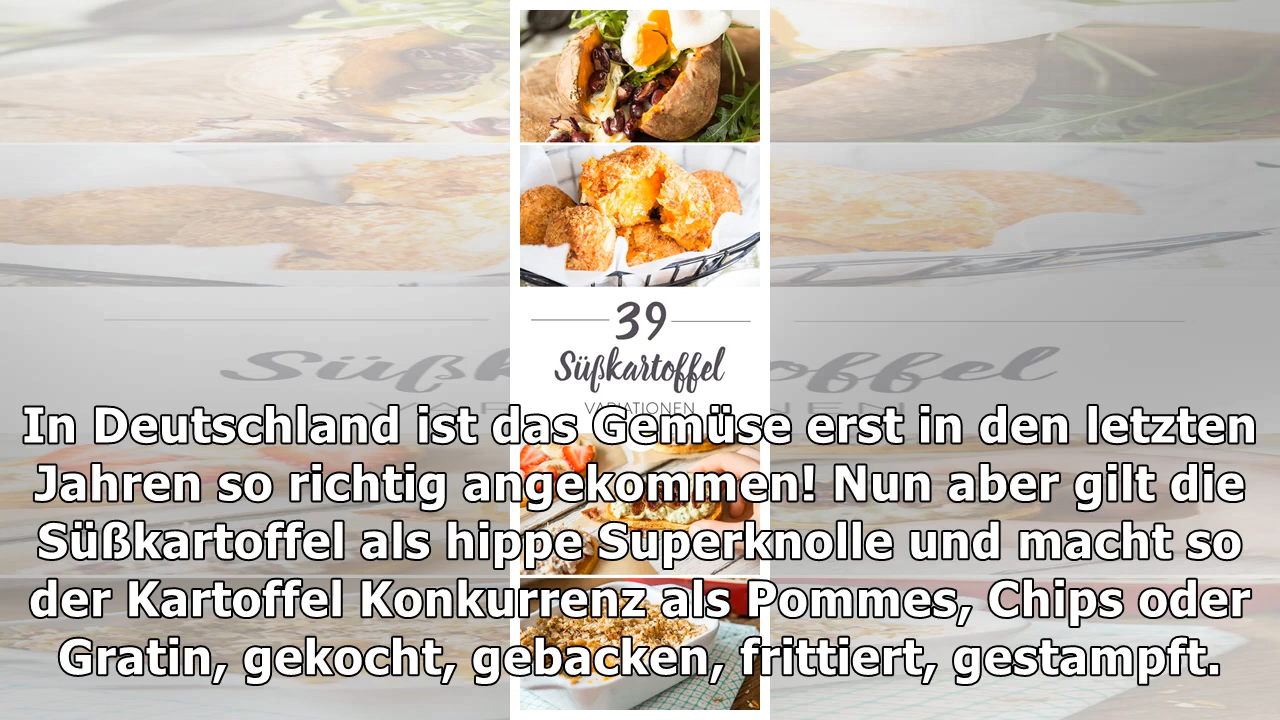 39
Süßkartoffel
VARIATIONEN
In Deutschland ist das Gemüse erst in den letzten
Jahren so richtig angekommen! Nun aber gilt die
Süßkartoffel als hippe Superknolle und macht so
der Kartoffel Konkurrenz als Pommes, Chips oder
Gratin, gekocht, gebacken, frittiert, gestampft.